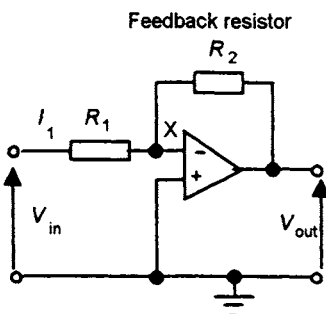 Feedback resistor
R2
I1 R1 X
-
+
Vin
Vout